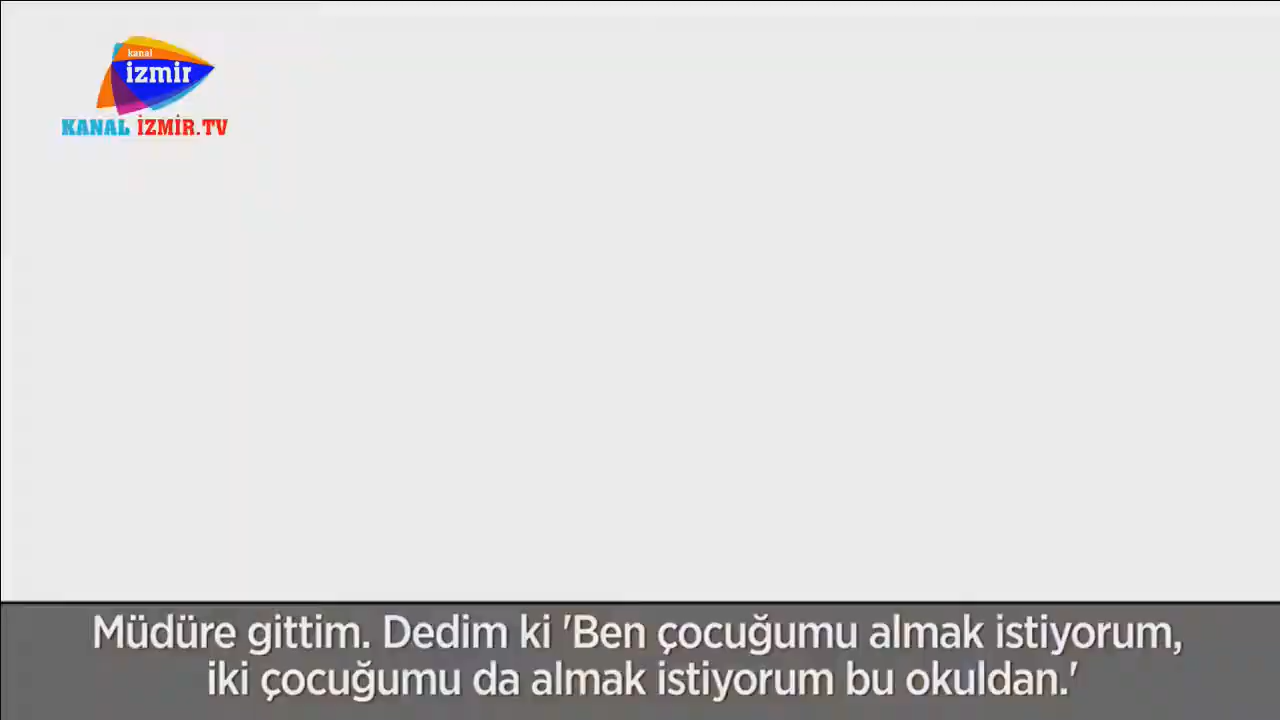 kanal
izmir
KANAL İZMİR.TV
Müdüre gittim. Dedim ki 'Ben çocuğumu almak istiyorum,
iki çocuğumu da almak istiyorum bu okuldan.'